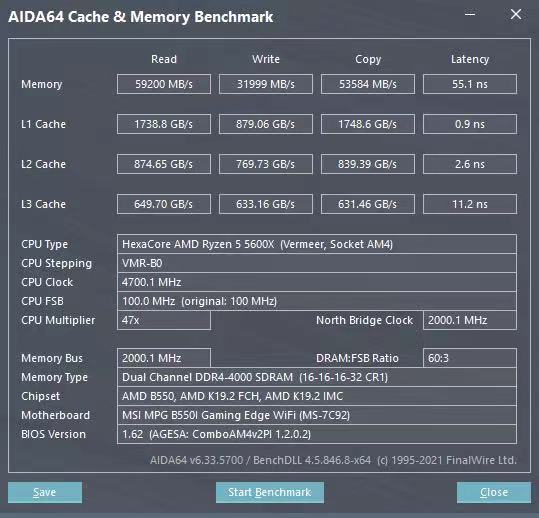 AIDA64 Cache & Memory Benchmark
Read Write Copy Latency
Memory 59200 MB/s 31999 MB/s 53584 MB/s 55.1 ns
L1 Cache 1738.8 GB/s 879.06 GB/s 1748.6 GB/s 0.9 ns
L2 Cache 874.65 GB/s 769.73 GB/s 839.39 GB/s 2.6 ns
L3 Cache 649.70 GB/s 633.16 GB/s 631.46 GB/s 11.2 ns
CPU Type HexaCore AMD Ryzen 5 5600X (Vermeer, Socket AM4)
CPU Stepping VMR-B0
CPU Clock 4700.1 MHz
CPU FSB 100.0 MHz (original: 100 MHz)
CPU Multiplier 47x North Bridge Clock 2000.1 MHz
Memory Bus 2000.1 MHz DRAM:FSB Ratio 60:3
Memory Type Dual Channel DDR4-4000 SDRAM (16-16-16-32 CR1)
Chipset AMD B550, AMD K19.2 FCH, AMD K19.2 IMC
Motherboard MSI MPG B550I Gaming Edge WiFi (MS-7C92)
BIOS Version 1.62 (AGESA: ComboAM4v2PI 1.2.0.2)
AIDA64 v6.33.5700 / BenchDLL 4.5.846.8-x64 (c) 1995-2021 FinalWire Ltd.
Save Start Benchmark Close